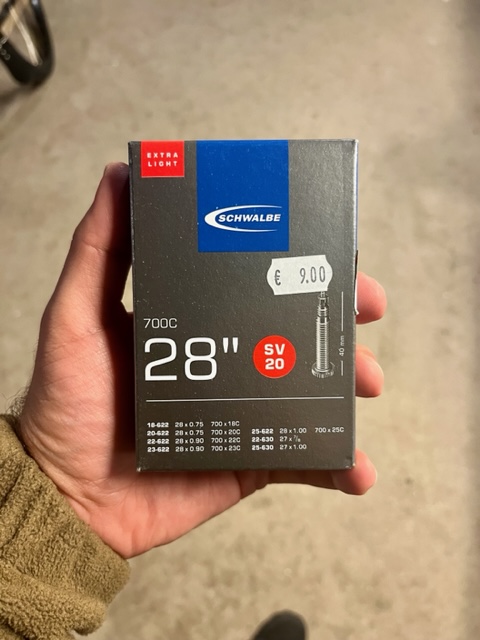 EXTRA
LIGHT
SCHWALBE
€ 9.00
700C
28"
SV
20
40 mm
18-622 28 x 0.75 700 x 18C
20-622 28 x 0.75 700 x 20C 25-622 28 x 1.00 700 x 25C
22-622 28 x 0.90 700 x 22C 22-630 27 x 7/8
23-622 28 x 0.90 700 x 23C 25-630 27 x 1.00